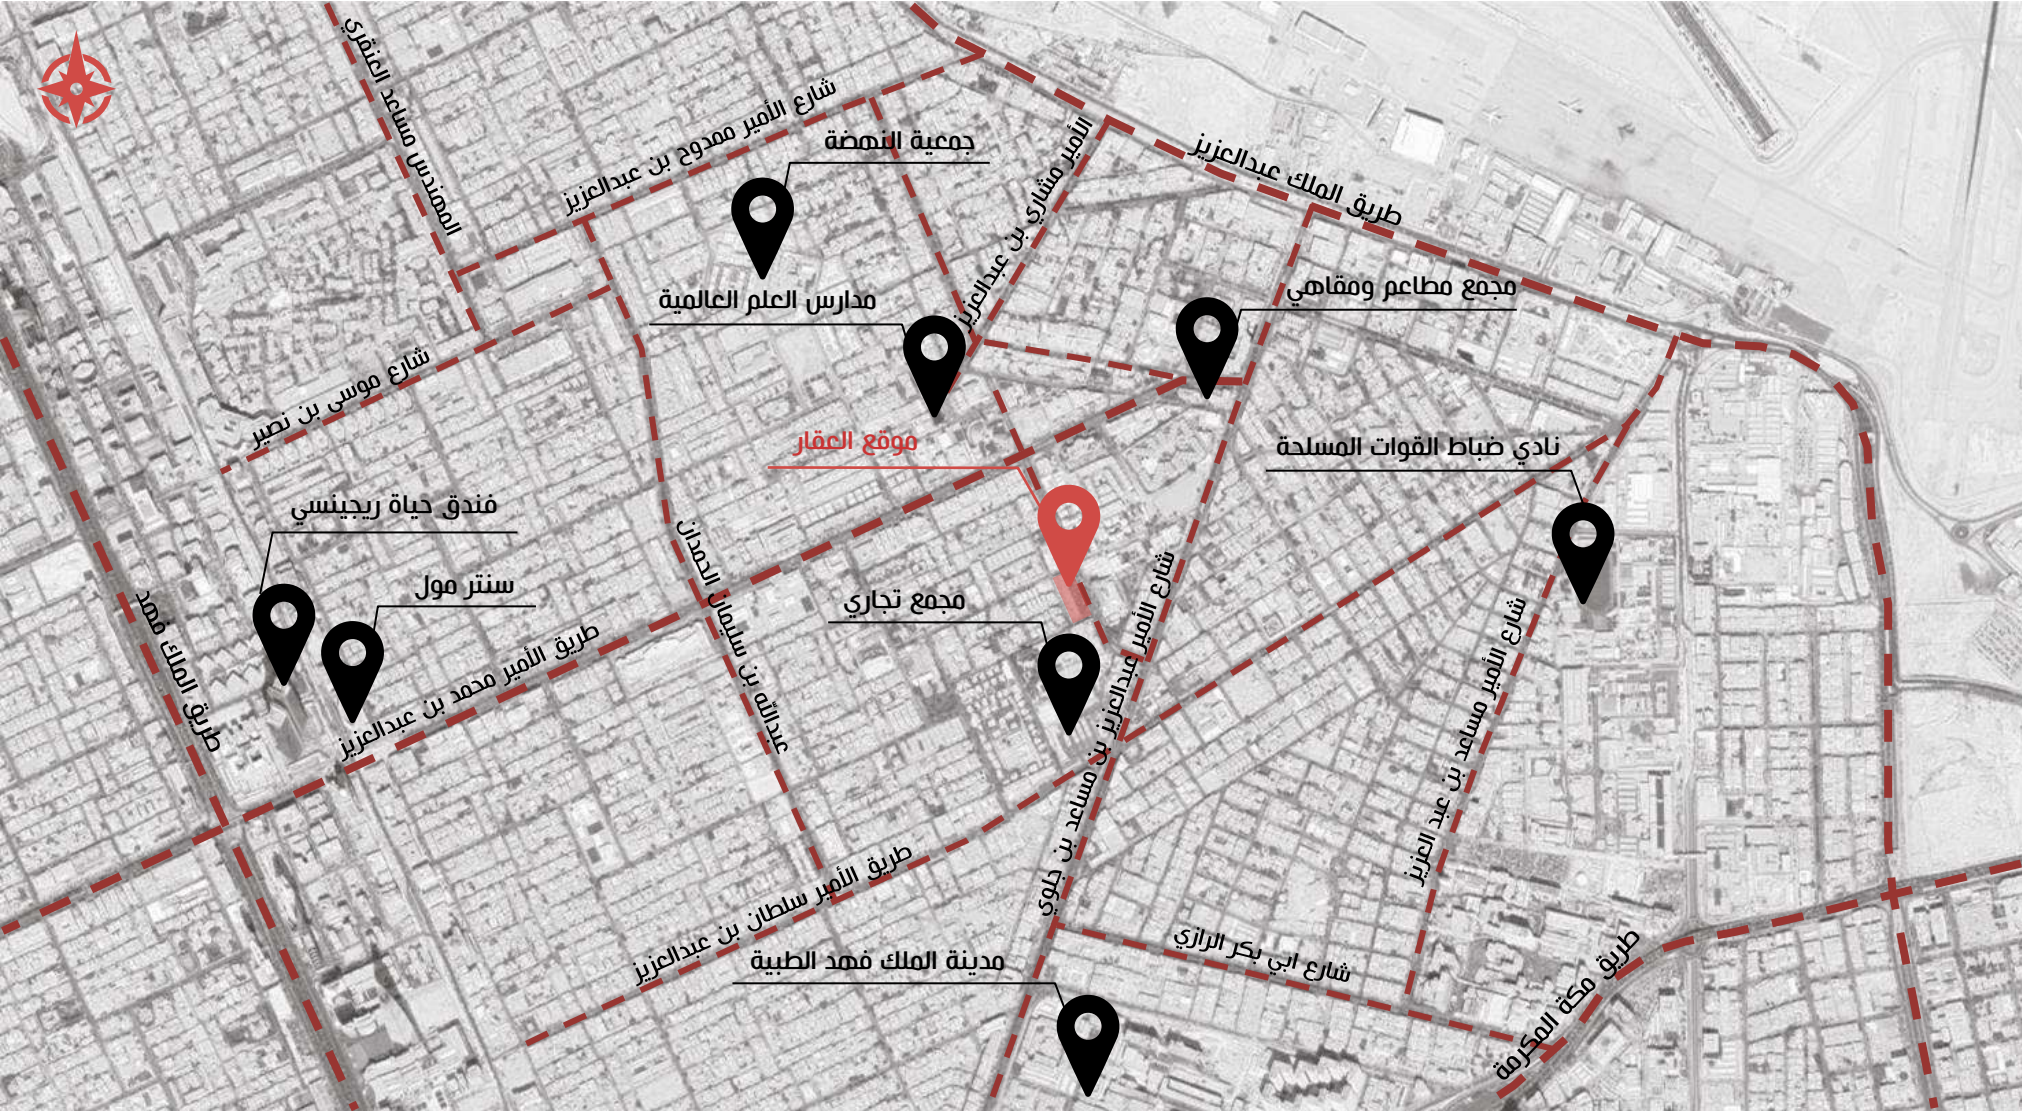 المهندس مساعد العنقري
شارع الأمير ممدوح بن عبدالعزيز
جمعية النهضة
الأمير مشاري بن عبدالعزيز
طريق الملك عبدالعزيز
مجمع مطاعم ومقاهي
مدارس العلم العالمية
شارع موسى بن نصير
موقع العقار
نادي ضباط القوات المسلحة
فندق حياة ريجينسي
سنتر مول
مجمع تجاري
عبدالله بن سليمان الحمدان
طريق الملك فهد
طريق الأمير محمد بن عبدالعزيز
شارع الأمير عبدالعزيز بن مساعد بن جلوي
شارع الأمير مساعد بن عبد العزيز
طريق الأمير سلطان بن عبدالعزيز
مدينة الملك فهد الطبية
شارع ابي بكر الرازي
طريق مكة المكرمة